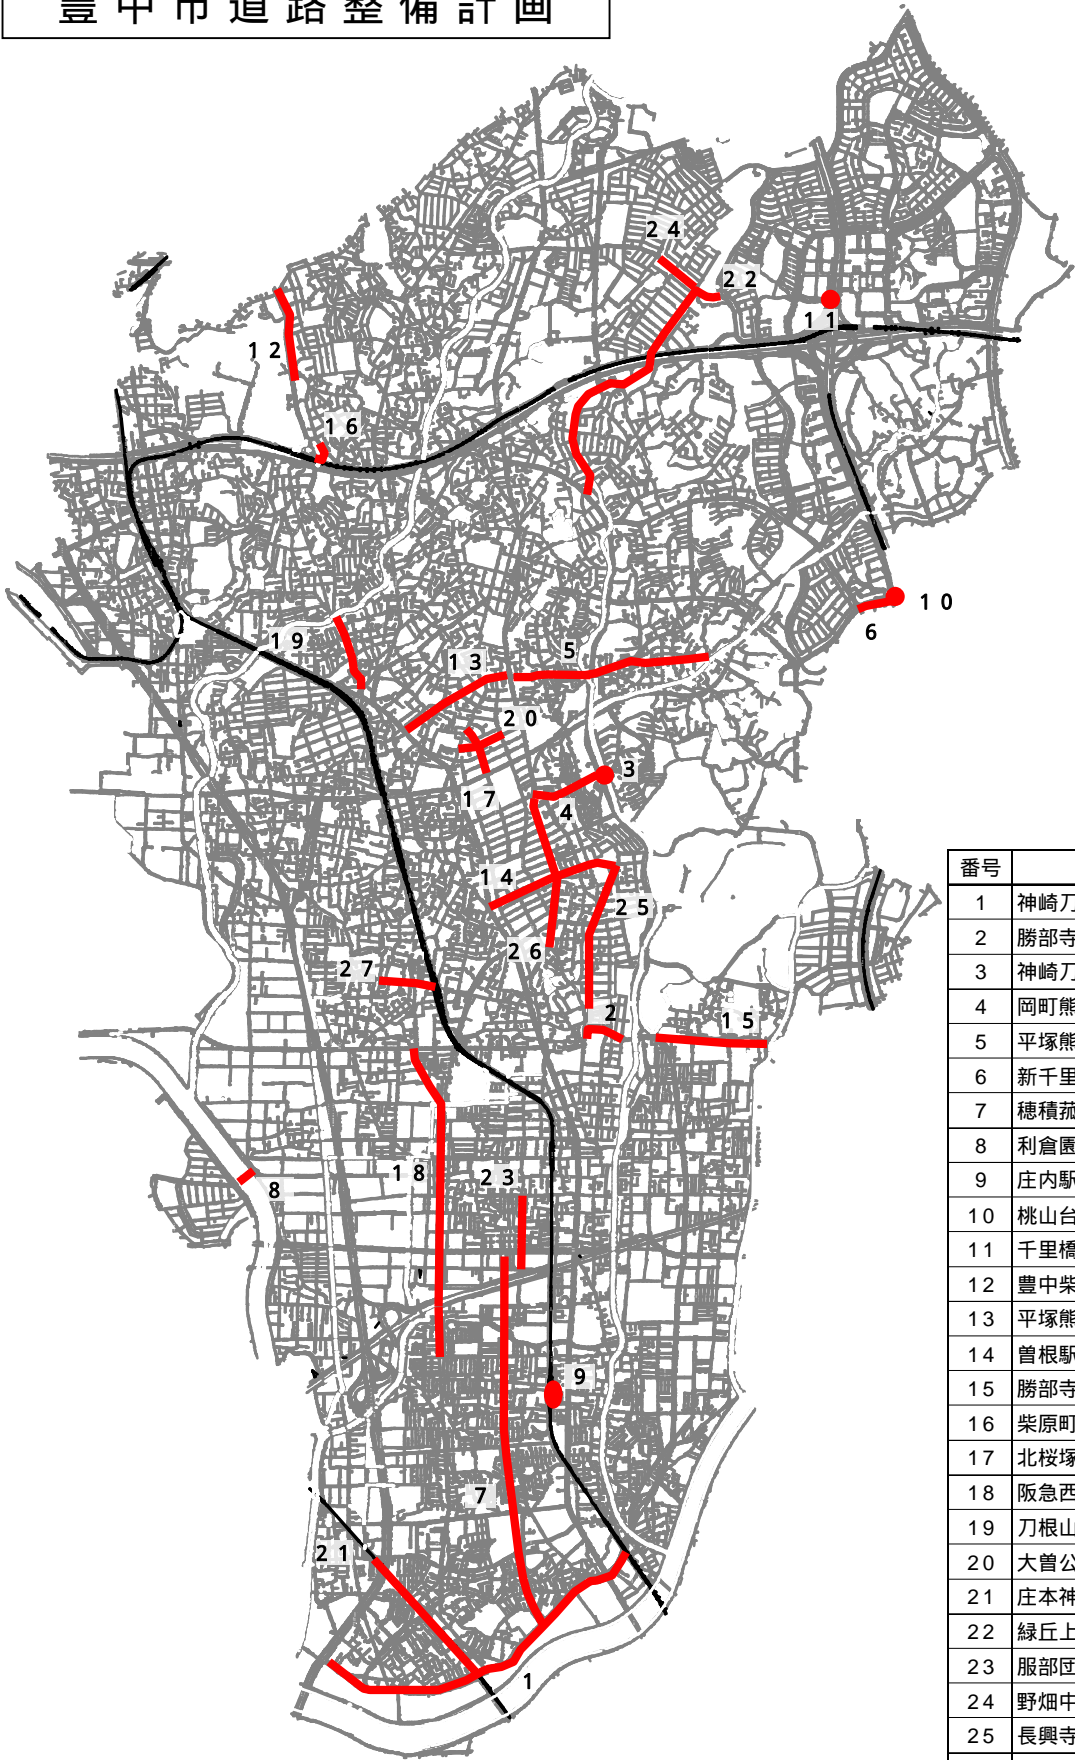 豊中市道路整備計画
24
22
11
12
16
10
6
19
13
5
20
3
17
4
14
25
26
27
2
15
18
23
8
9
7
21
1
番号
1 神崎刀
2 勝部寺
3 神崎刀
4 岡町熊
5 平塚熊
6 新千里
7 穂積菰
8 利倉園
9 庄内駅
10 桃山台
11 千里橋
12 豊中柴
13 平塚熊
14 曽根駅
15 勝部寺
16 柴原町
17 北桜塚
18 阪急西
19 刀根山
20 大曽公
21 庄本神
22 緑丘上
23 服部団
24 野畑中
25 長興寺